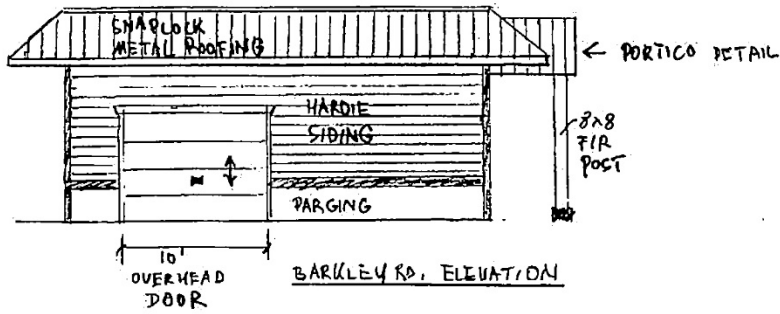 SNAPLOCK
METAL ROOFING
← PORTICO DETAIL
HARDIE
SIDING
8x8
FIR
POST
PARGING
10'
OVERHEAD
DOOR
BARKLEY RD. ELEVATION